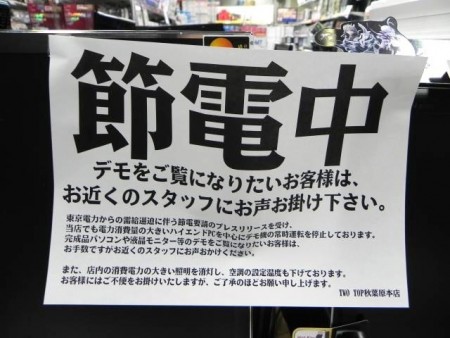 節電中
デモをご覧になりたいお客様は、
お近くのスタッフにお声お掛け下さい。
東京電力からの需給逼迫に伴う節電要請のプレスリリースを受け、
当店でも電力消費量の大きいハイエンドPCを中心にデモ機の常時運転を停止しております。
完成品パソコンや液晶モニター等のデモをご覧になりたいお客様は、
お手数ですがお近くのスタッフにお声おかけください。
また、店内の消費電力の大きい照明を消灯し、空調の設定温度も下げております。
お客様にはご不便をお掛けいたしますが、ご了承のほどお願い申し上げます。
TWO TOP秋葉原本店